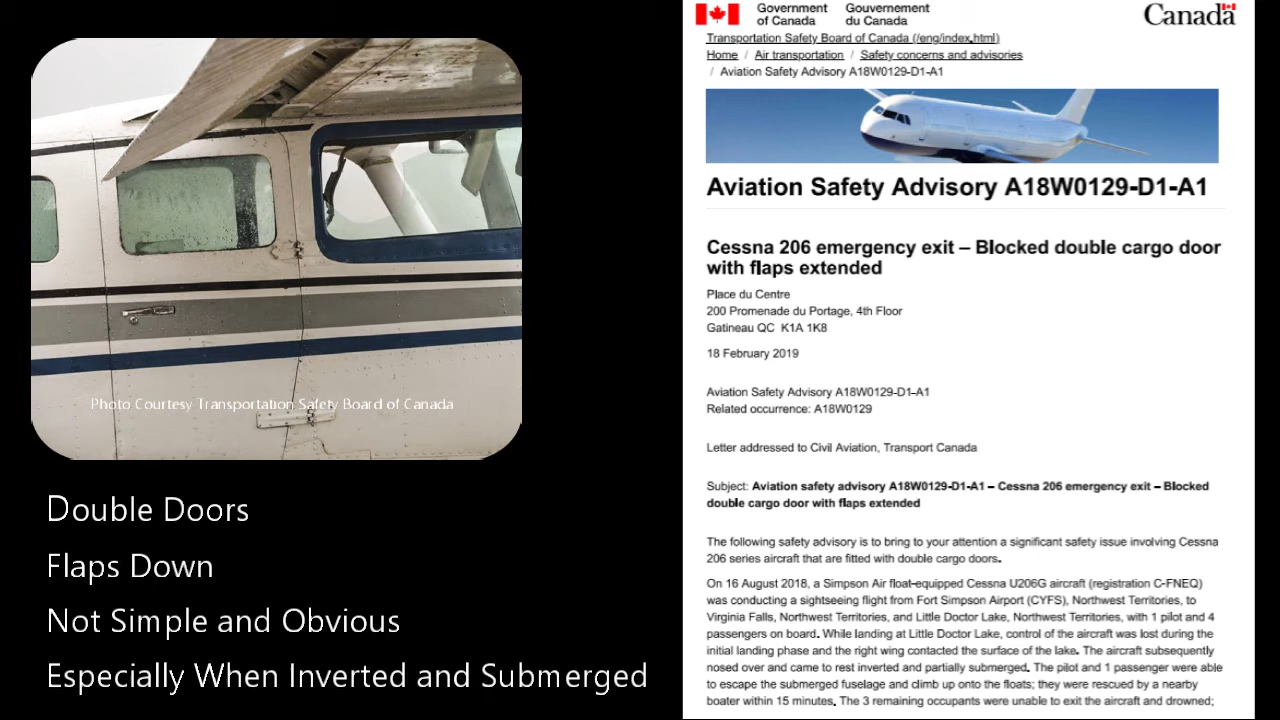 Photo Courtesy Transportation Safety Board of Canada
Double Doors
Flaps Down
Not Simple and Obvious
Especially When Inverted and Submerged
Government of Canada
Gouvernement du Canada
Canada
Transportation Safety Board of Canada (/eng/index.html)
Home / Air transportation / Safety concerns and advisories
/ Aviation Safety Advisory A18W0129-D1-A1
Aviation Safety Advisory A18W0129-D1-A1
Cessna 206 emergency exit – Blocked double cargo door
with flaps extended
Place du Centre
200 Promenade du Portage, 4th Floor
Gatineau QC K1A 1K8
18 February 2019
Aviation Safety Advisory A18W0129-D1-A1
Related occurrence: A18W0129
Letter addressed to Civil Aviation, Transport Canada
Subject: Aviation safety advisory A18W0129-D1-A1 – Cessna 206 emergency exit – Blocked
double cargo door with flaps extended
The following safety advisory is to bring to your attention a significant safety issue involving Cessna
206 series aircraft that are fitted with double cargo doors.
On 16 August 2018, a Simpson Air float-equipped Cessna U206G aircraft (registration C-FNEQ)
was conducting a sightseeing flight from Fort Simpson Airport (CYFS), Northwest Territories, to
Virginia Falls, Northwest Territories, and Little Doctor Lake, Northwest Territories, with 1 pilot and 4
passengers on board. While landing at Little Doctor Lake, control of the aircraft was lost during the
initial landing phase and the right wing contacted the surface of the lake. The aircraft subsequently
nosed over and came to rest inverted and partially submerged. The pilot and 1 passenger were able
to escape the submerged fuselage and climb up onto the floats; they were rescued by a nearby
boater within 15 minutes. The 3 remaining occupants were unable to exit the aircraft and drowned;